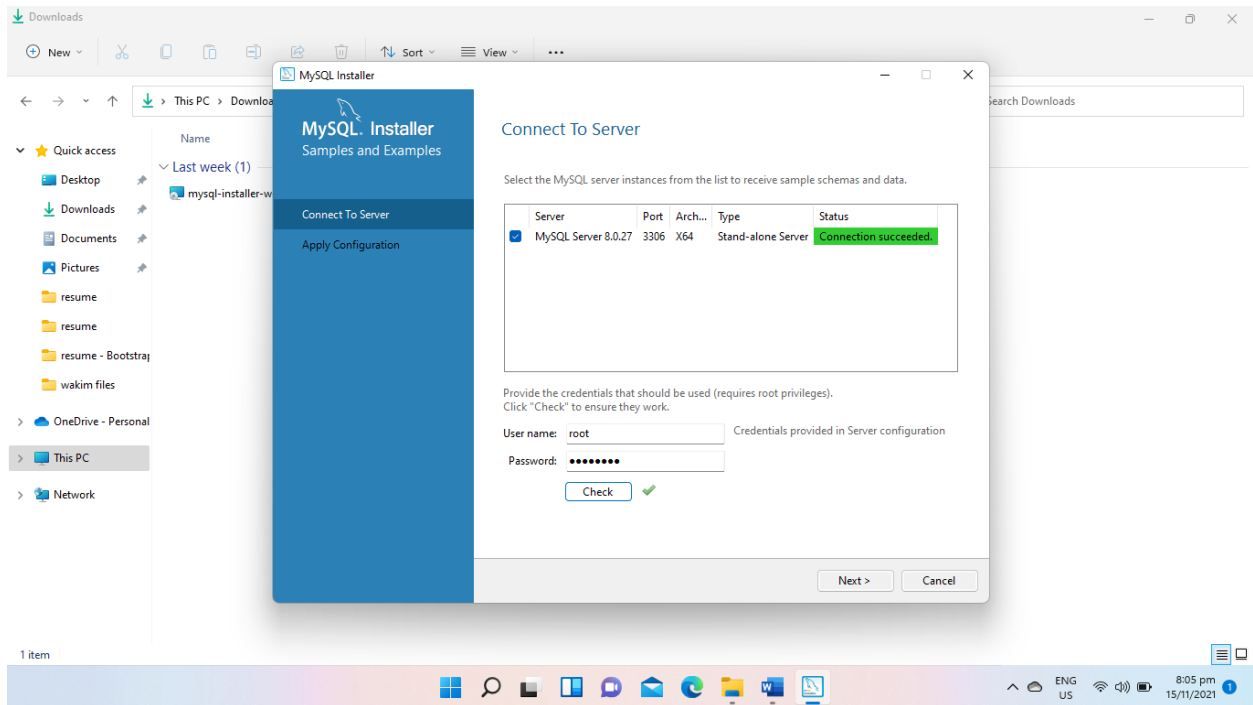 Downloads
New
Sort
View
MySQL Installer
This PC > Downloa
Search Downloads
MySQL. Installer
Samples and Examples
Connect To Server
Apply Configuration
Quick access
Desktop
Downloads
Documents
Pictures
resume
resume
resume - Bootstrap
wakim files
OneDrive - Personal
This PC
Network
Name
Last week (1)
mysql-installer-w
Connect To Server
Select the MySQL server instances from the list to receive sample schemas and data.
Server Port Arch... Type Status
MySQL Server 8.0.27 3306 X64 Stand-alone Server Connection succeeded.
Provide the credentials that should be used (requires root privileges).
Click "Check" to ensure they work.
User name: root Credentials provided in Server configuration
Password: ●●●●●●●●
Check
Next > Cancel
1 item
ENG
US
8:05 pm
15/11/2021
1